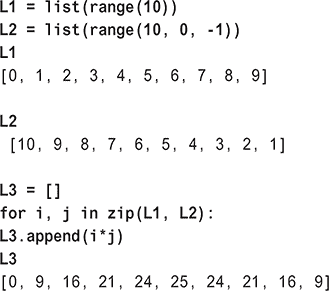 L1 = list(range(10))
L2 = list(range(10, 0, -1))
L1
[0, 1, 2, 3, 4, 5, 6, 7, 8, 9]
L2
[10, 9, 8, 7, 6, 5, 4, 3, 2, 1]
L3 = []
for i, j in zip(L1, L2):
L3.append(i*j)
L3
[0, 9, 16, 21, 24, 25, 24, 21, 16, 9]